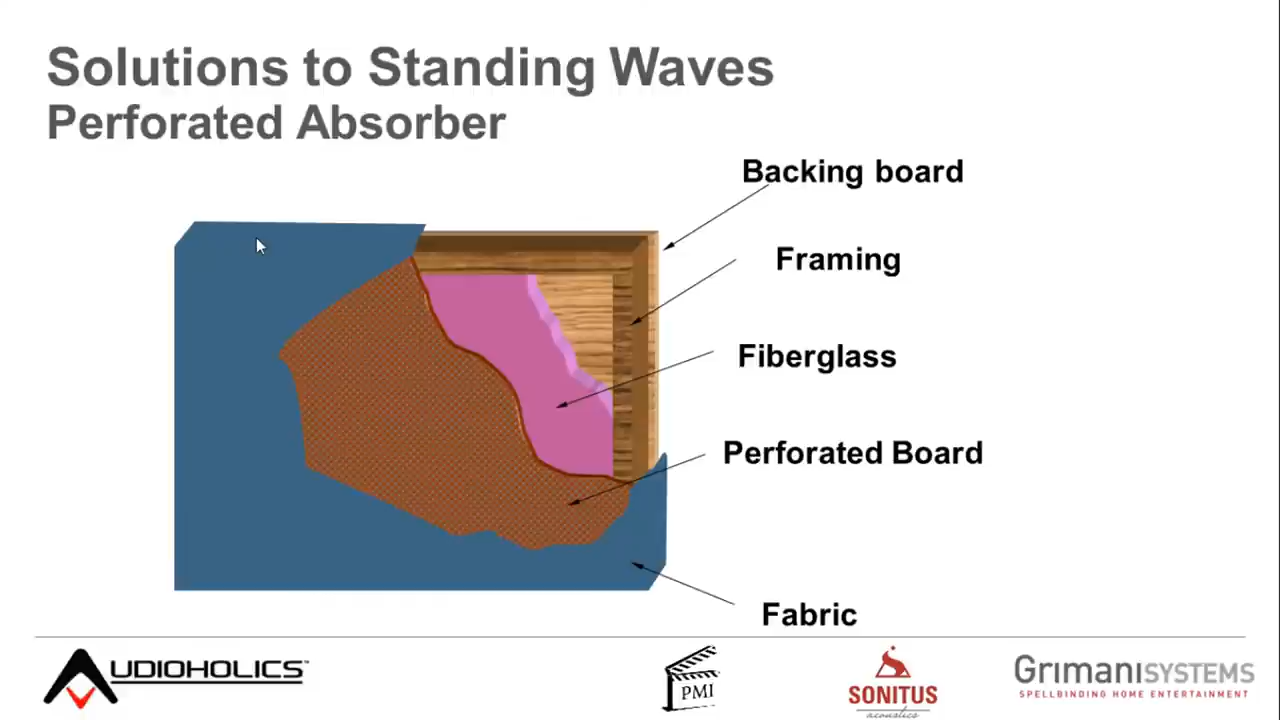 Solutions to Standing Waves
Perforated Absorber
Backing board
Framing
Fiberglass
Perforated Board
Fabric
AUDIOHOLICS™
PMI
SONITUS
acoustics
GRIMANISYSTEMS
SPELLBINDING HOME ENTERTAINMENT